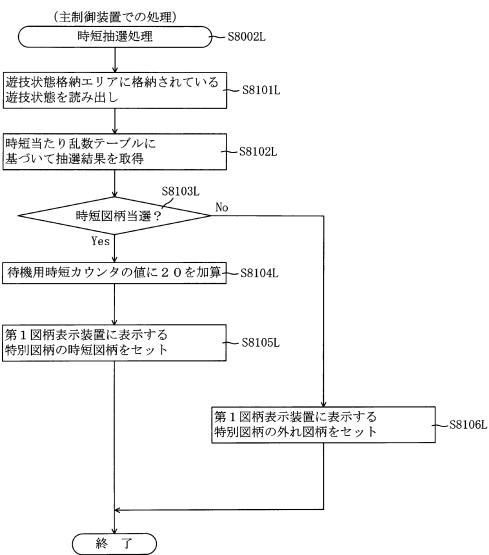 （主制御装置での処理）
時短抽選処理
S8002L
遊技状態格納エリアに格納されている
遊技状態を読み出し
S8101L
時短当たり乱数テーブルに
基づいて抽選結果を取得
S8102L
S8103L
時短図柄当選？
No
Yes
待機用時短カウンタの値に２０を加算
S8104L
第１図柄表示装置に表示する
特別図柄の時短図柄をセット
S8105L
第１図柄表示装置に表示する
特別図柄の外れ図柄をセット
S8106L
終 了